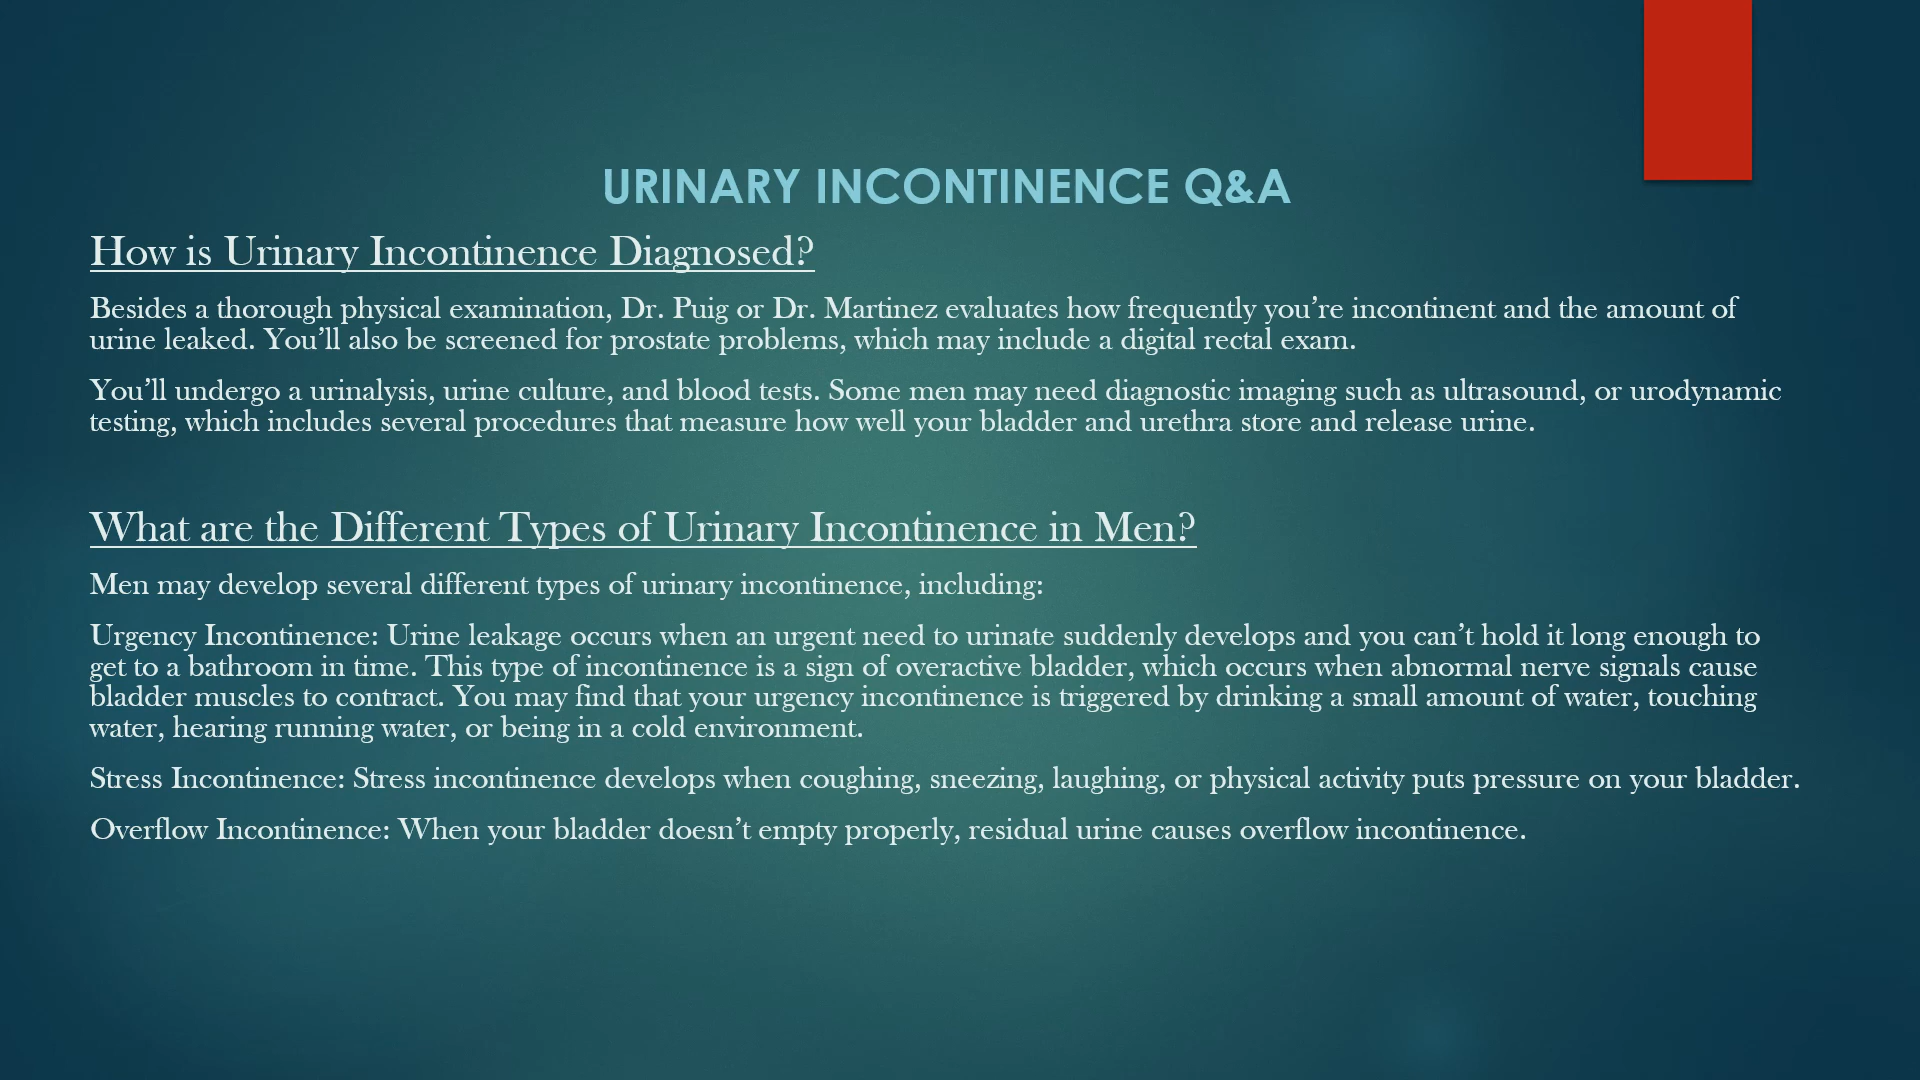 URINARY INCONTINENCE Q&A
How is Urinary Incontinence Diagnosed?
Besides a thorough physical examination, Dr. Puig or Dr. Martinez evaluates how frequently you’re incontinent and the amount of
urine leaked. You’ll also be screened for prostate problems, which may include a digital rectal exam.
You’ll undergo a urinalysis, urine culture, and blood tests. Some men may need diagnostic imaging such as ultrasound, or urodynamic
testing, which includes several procedures that measure how well your bladder and urethra store and release urine.
What are the Different Types of Urinary Incontinence in Men?
Men may develop several different types of urinary incontinence, including:
Urgency Incontinence: Urine leakage occurs when an urgent need to urinate suddenly develops and you can’t hold it long enough to
get to a bathroom in time. This type of incontinence is a sign of overactive bladder, which occurs when abnormal nerve signals cause
bladder muscles to contract. You may find that your urgency incontinence is triggered by drinking a small amount of water, touching
water, hearing running water, or being in a cold environment.
Stress Incontinence: Stress incontinence develops when coughing, sneezing, laughing, or physical activity puts pressure on your bladder.
Overflow Incontinence: When your bladder doesn’t empty properly, residual urine causes overflow incontinence.